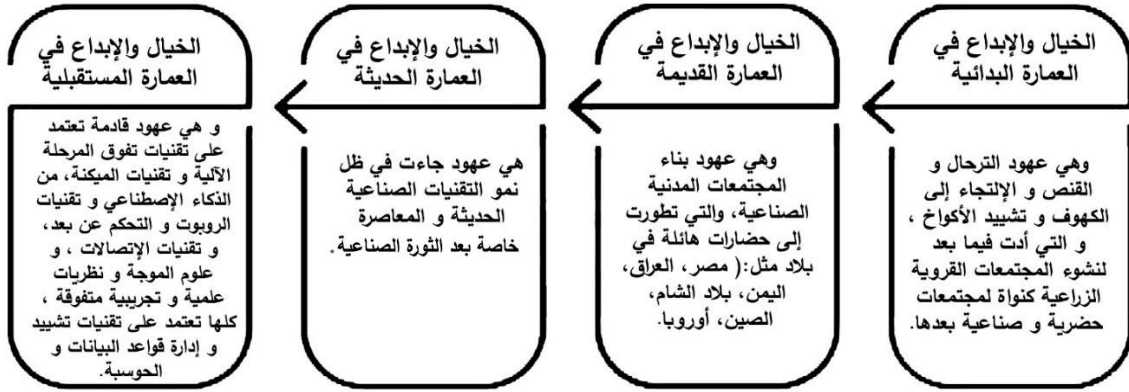 الخيال والإبداع في
العمارة البدائية
وهي عهود الترحال و
القنص و الإلتجاء إلى
الكهوف و تشييد الأكواخ ،
و التي أدت فيما بعد
لنشوء المجتمعات القروية
الزراعية كنواة لمجتمعات
حضرية و صناعية بعدها.
الخيال والإبداع في
العمارة القديمة
وهي عهود بناء
المجتمعات المدنية
الصناعية، والتي تطورت
إلى حضارات هائلة في
بلاد مثل:( مصر، العراق،
اليمن، بلاد الشام،
الصين، أوروبا.
الخيال والإبداع في
العمارة الحديثة
هي عهود جاءت في ظل
نمو التقنيات الصناعية
الحديثة و المعاصرة
خاصة بعد الثورة الصناعية.
الخيال والإبداع في
العمارة المستقبلية
و هي عهود قادمة تعتمد
على تقنيات تفوق المرحلة
الآلية و تقنيات الميكنة، من
الذكاء الإصطناعي و تقنيات
الروبوت و التحكم عن بعد،
و تقنيات الإتصالات ، و
علوم الموجة و نظريات
علمية و تجريبية متفوقة ،
كلها تعتمد على تقنيات تشييد
و إدارة قواعد البيانات و
الحوسبة.